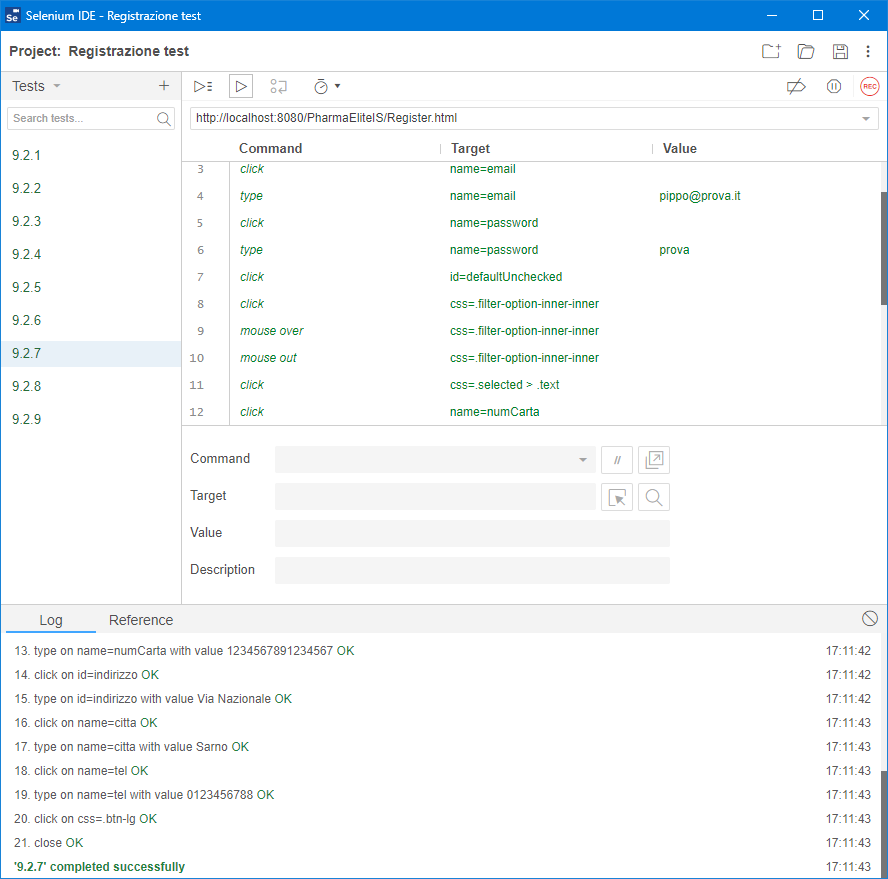 Se Selenium IDE - Registrazione test
Project: Registrazione test
Tests
Search tests...
9.2.1
9.2.2
9.2.3
9.2.4
9.2.5
9.2.6
9.2.7
9.2.8
9.2.9
REC
http://localhost:8080/PharmaEliteIS/Register.html
Command Target Value
3 click name=email
4 type name=email pippo@prova.it
5 click name=password
6 type name=password prova
7 click id=defaultUnchecked
8 click css=.filter-option-inner-inner
9 mouse over css=.filter-option-inner-inner
10 mouse out css=.filter-option-inner-inner
11 click css=.selected > .text
12 click name=numCarta
Command //
Target
Value
Description
Log Reference
13. type on name=numCarta with value 1234567891234567 OK 17:11:42
14. click on id=indirizzo OK 17:11:42
15. type on id=indirizzo with value Via Nazionale OK 17:11:42
16. click on name=citta OK 17:11:43
17. type on name=citta with value Sarno OK 17:11:43
18. click on name=tel OK 17:11:43
19. type on name=tel with value 0123456788 OK 17:11:43
20. click on css=.btn-lg OK 17:11:43
21. close OK 17:11:43
'9.2.7' completed successfully 17:11:43